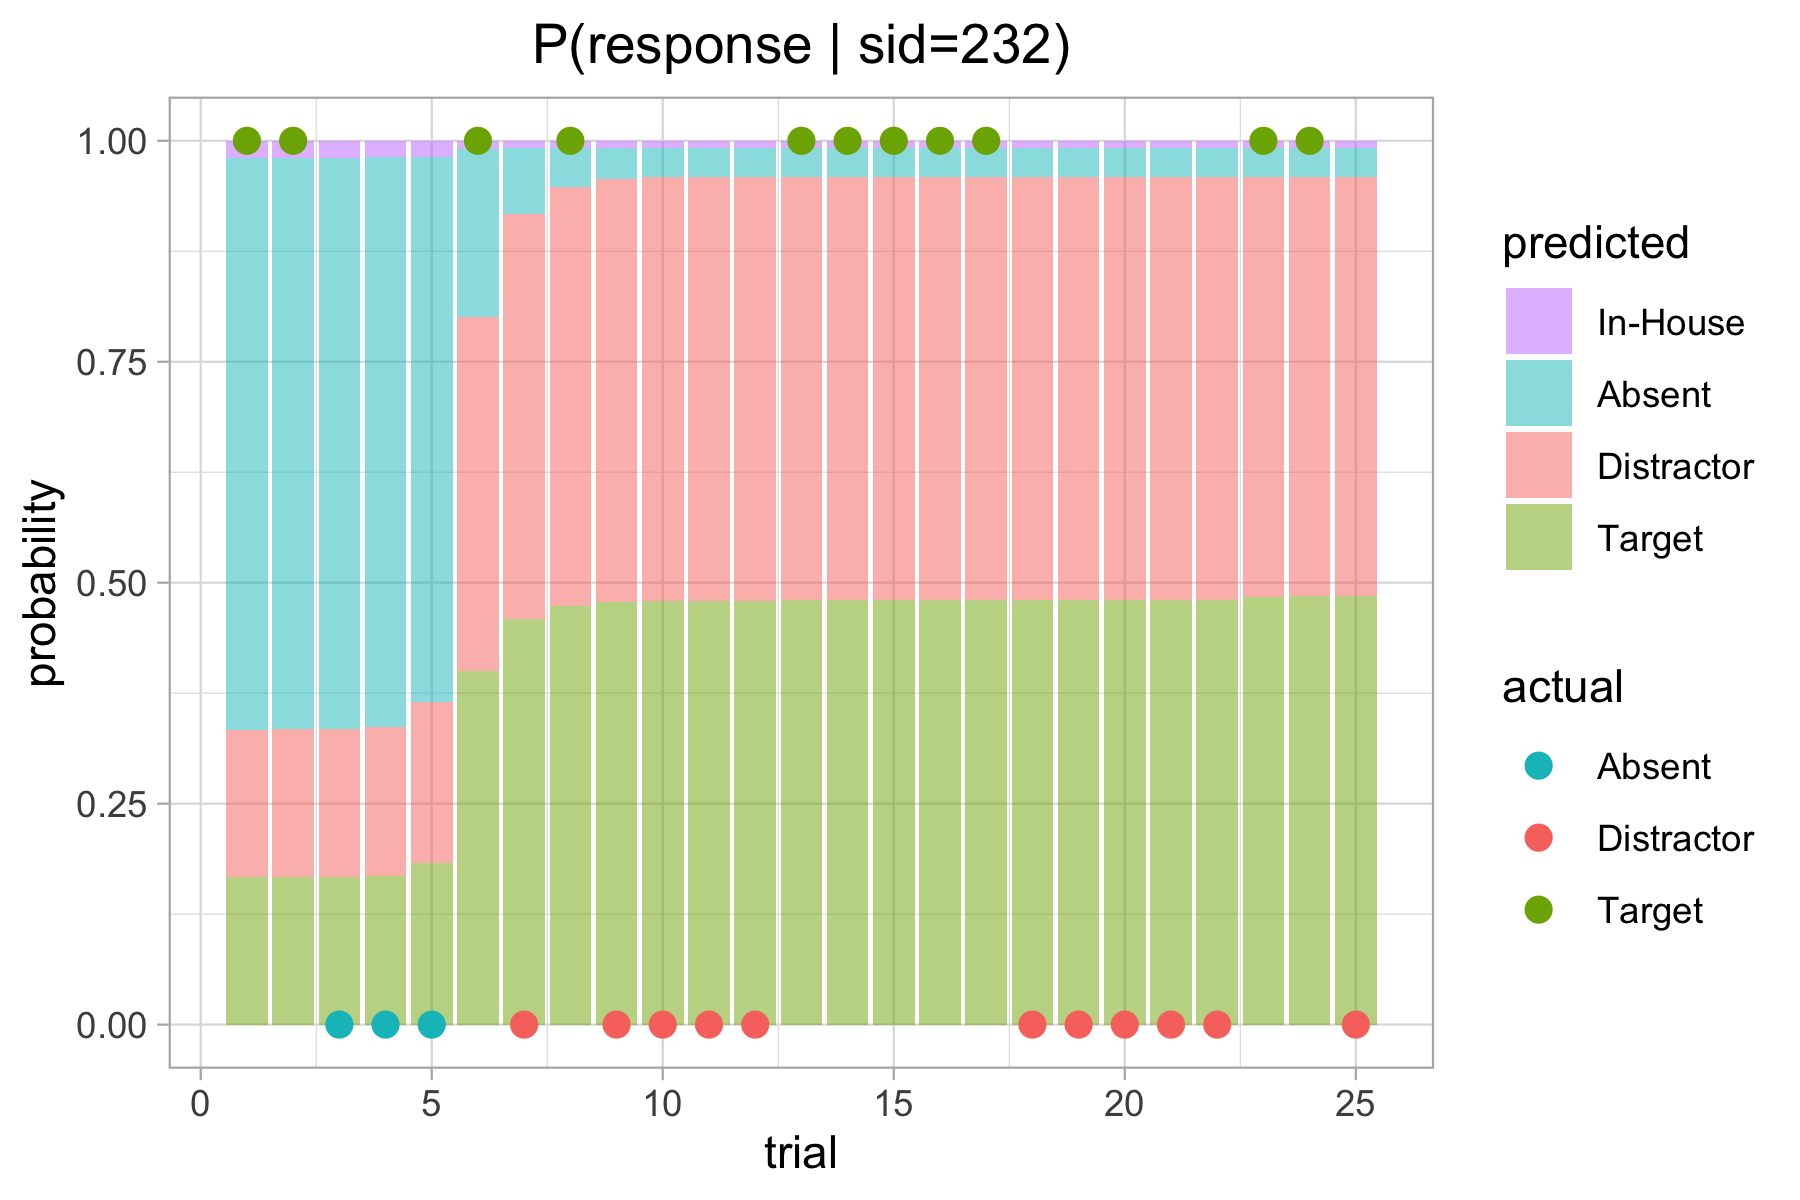 P(response | sid=232)
probability
1.00
0.75
0.50
0.25
0.00
0 5 10 15 20 25
trial
predicted
In-House
Absent
Distractor
Target
actual
Absent
Distractor
Target